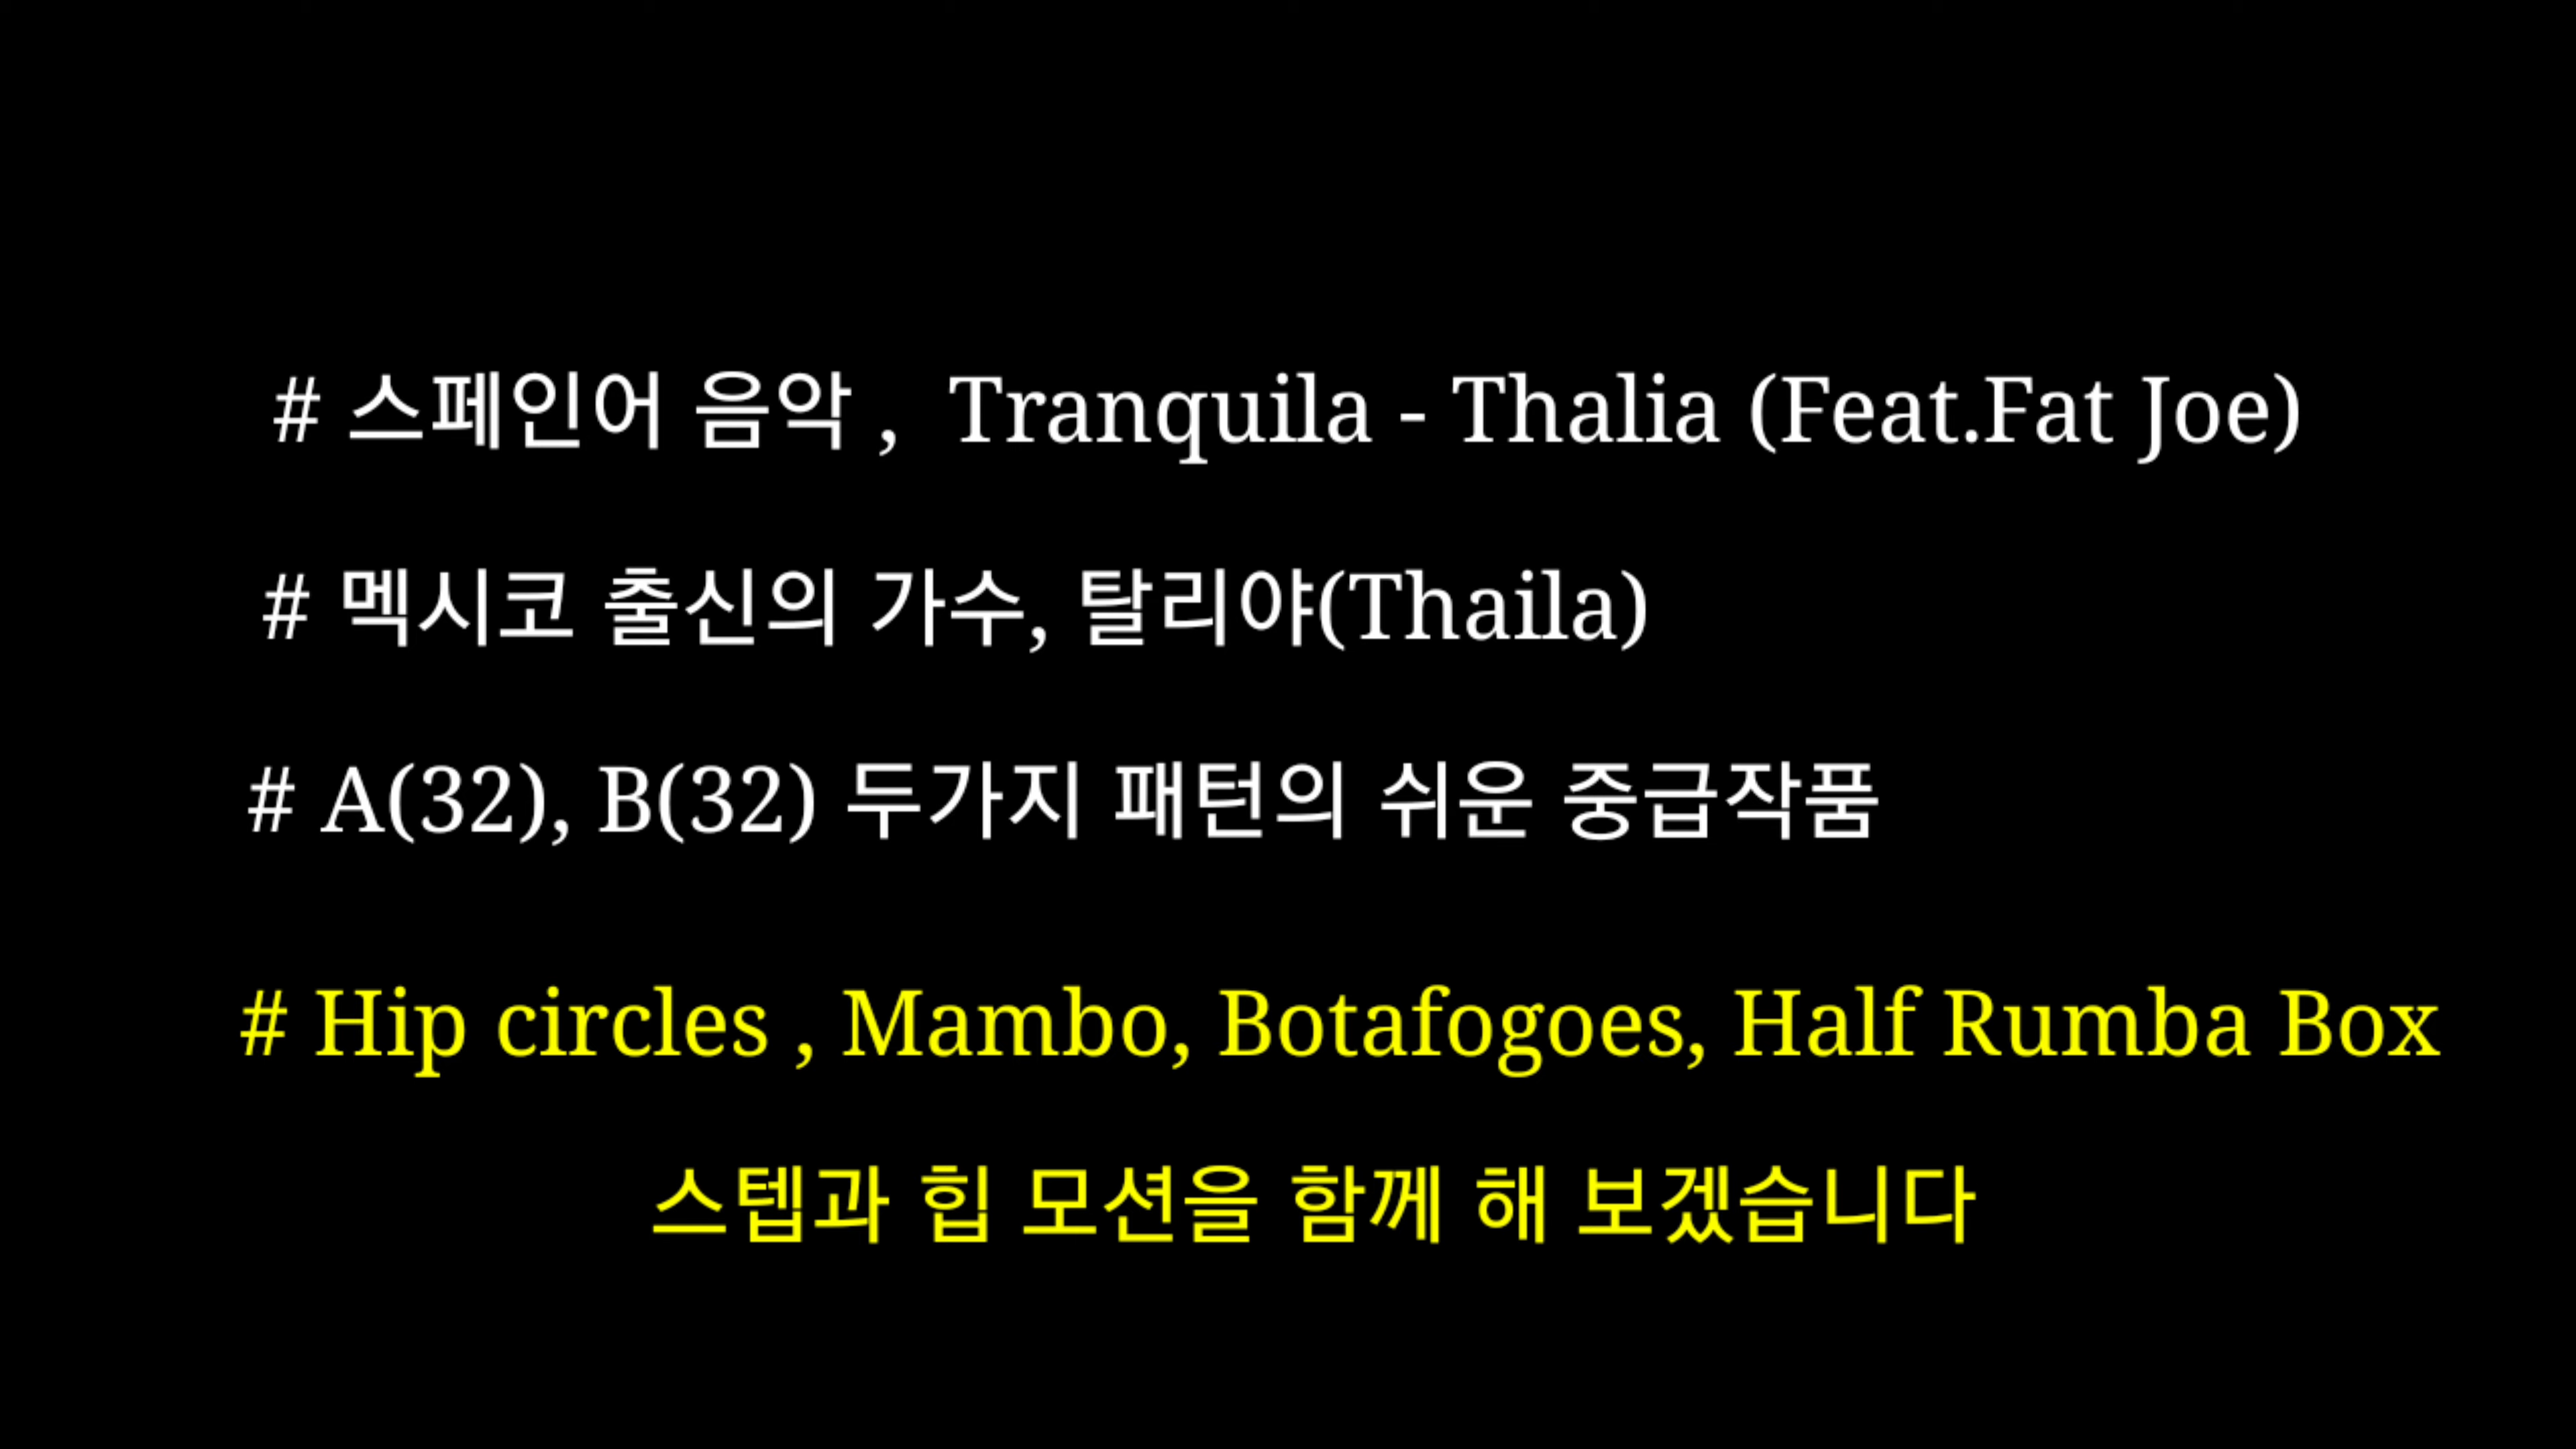 # 스페인어 음악 ,  Tranquila - Thalia (Feat.Fat Joe)
# 멕시코 출신의 가수, 탈리야(Thaila)
# A(32), B(32) 두가지 패턴의 쉬운 중급작품
# Hip circles , Mambo, Botafogoes, Half Rumba Box
스텝과 힙 모션을 함께 해 보겠습니다